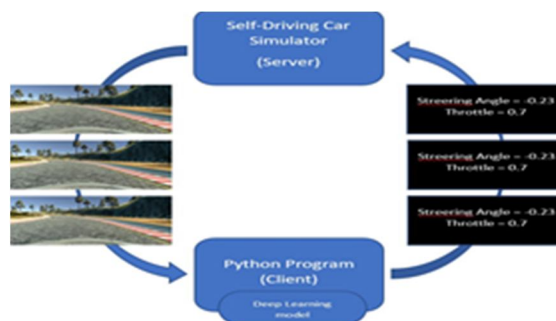 Self-Driving Car
Simulator
(Server)
Streering Angle = -0.23
Throttle = 0.7
Streering Angle = -0.23
Throttle = 0.7
Streering Angle = -0.23
Throttle = 0.7
Python Program
(Client)
Deep Learning
model